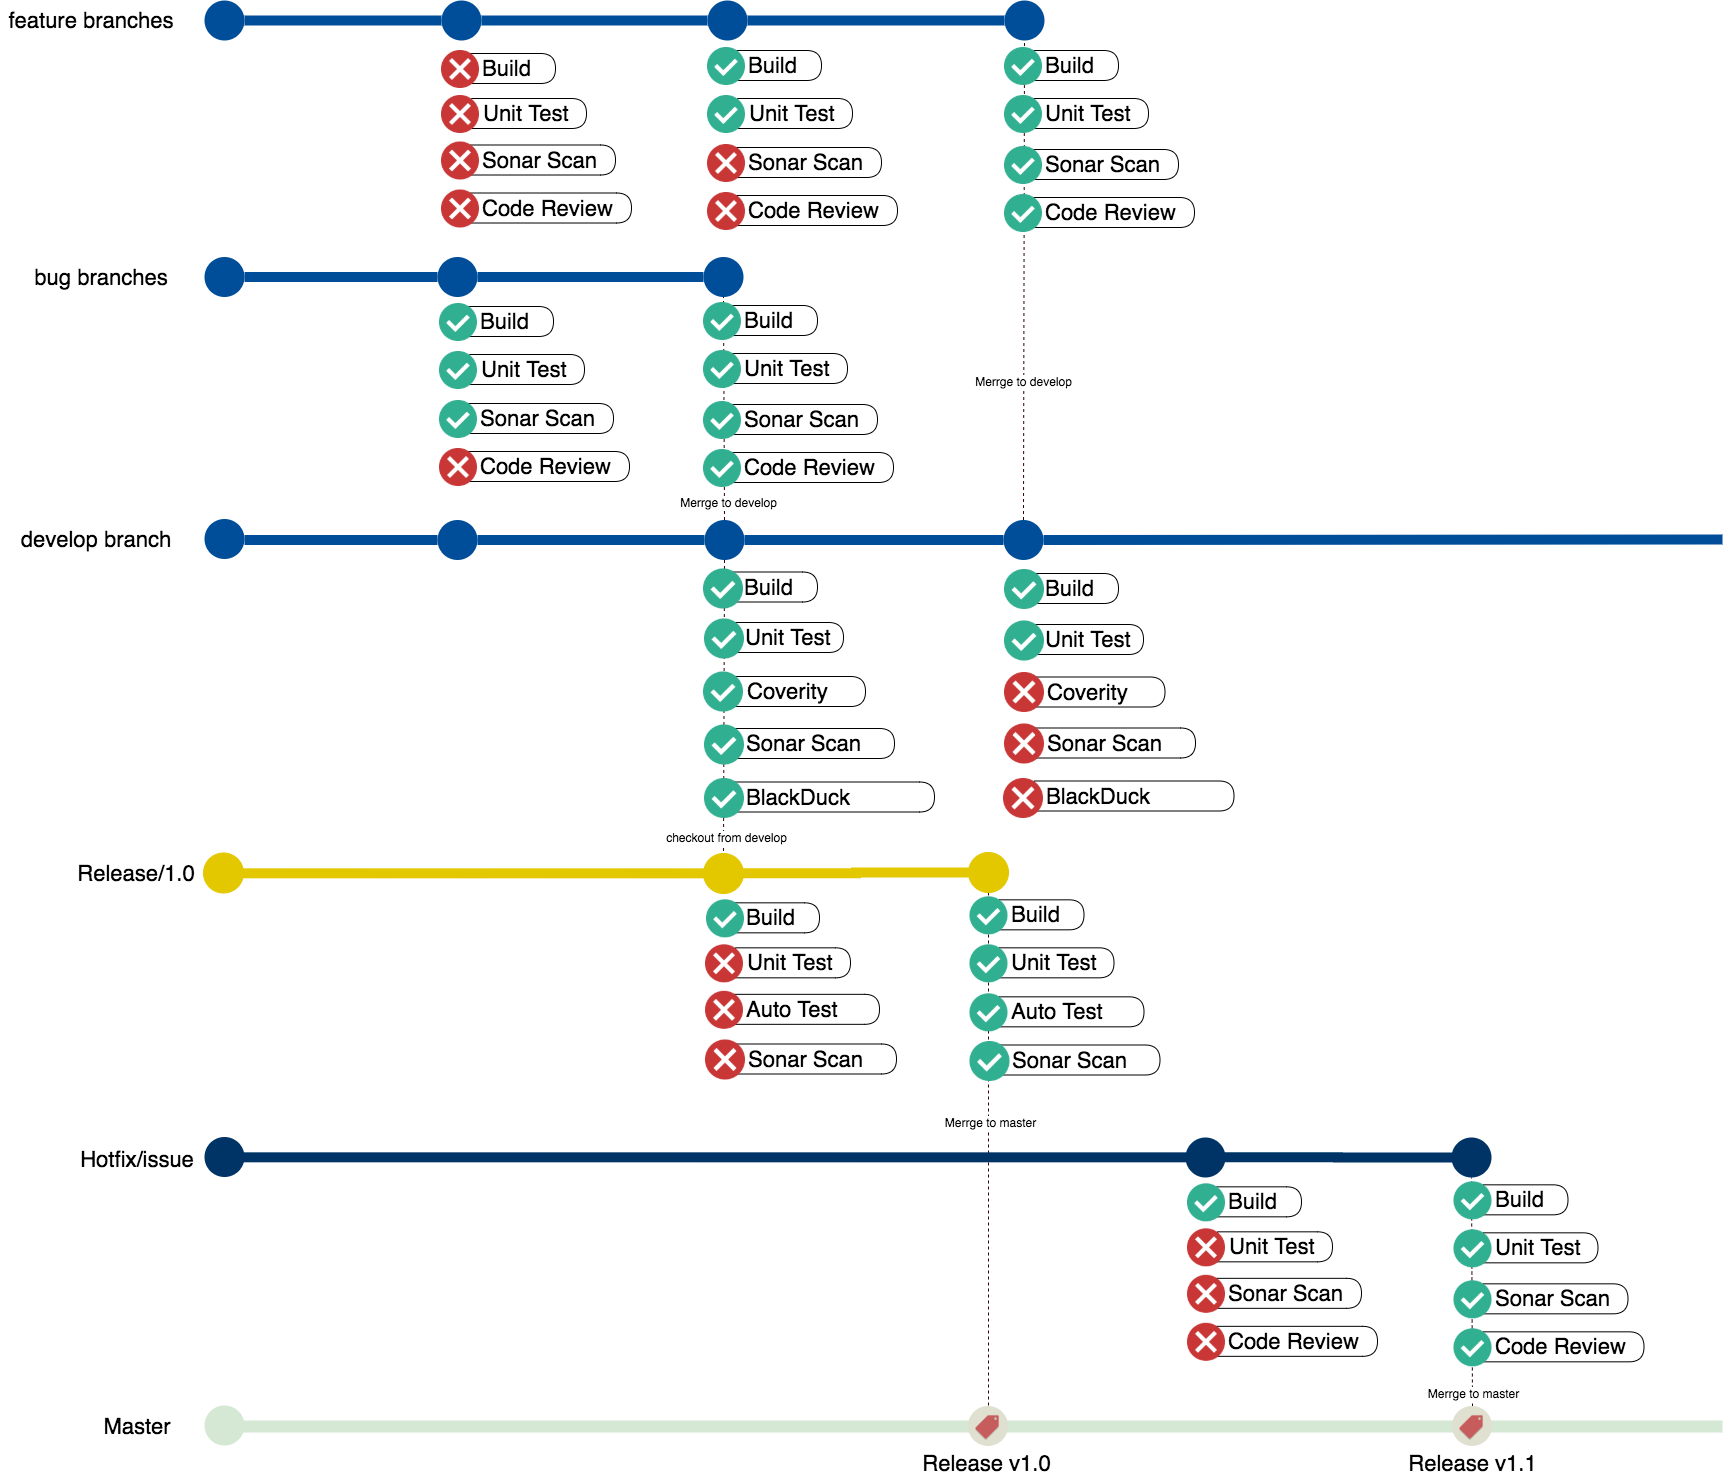 feature branches
Build
Unit Test
Sonar Scan
Code Review
Build
Unit Test
Sonar Scan
Code Review
Build
Unit Test
Sonar Scan
Code Review
Merrge to develop
bug branches
Build
Unit Test
Sonar Scan
Code Review
Build
Unit Test
Sonar Scan
Code Review
Merrge to develop
develop branch
Build
Unit Test
Coverity
Sonar Scan
BlackDuck
checkout from develop
Build
Unit Test
Coverity
Sonar Scan
BlackDuck
Release/1.0
Build
Unit Test
Auto Test
Sonar Scan
Build
Unit Test
Auto Test
Sonar Scan
Merrge to master
Hotfix/issue
Build
Unit Test
Sonar Scan
Code Review
Build
Unit Test
Sonar Scan
Code Review
Merrge to master
Master
Release v1.0
Release v1.1